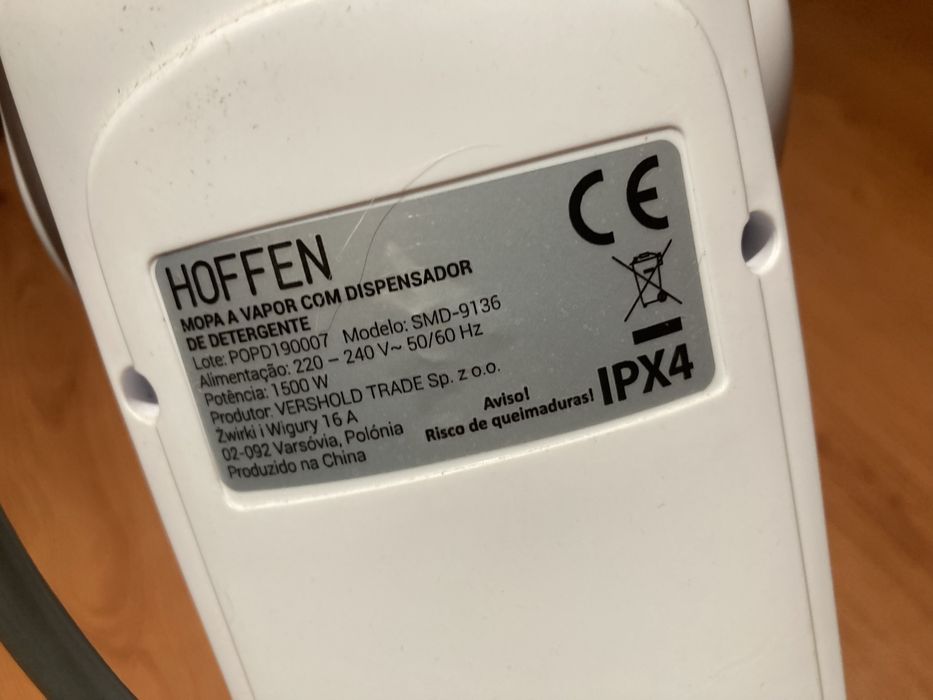 HOFFEN
MOPA A VAPOR COM DISPENSADOR
DE DETERGENTE
Lote: POPD190007 Modelo: SMD-9136
Alimentação: 220 – 240 V~ 50/60 Hz
Potência: 1500 W
Produtor: VERSHOLD TRADE Sp. z o.o.
Żwirki i Wigury 16 A
02-092 Varsóvia, Polónia
Produzido na China
Aviso!
Risco de queimaduras!
CE
IPX4